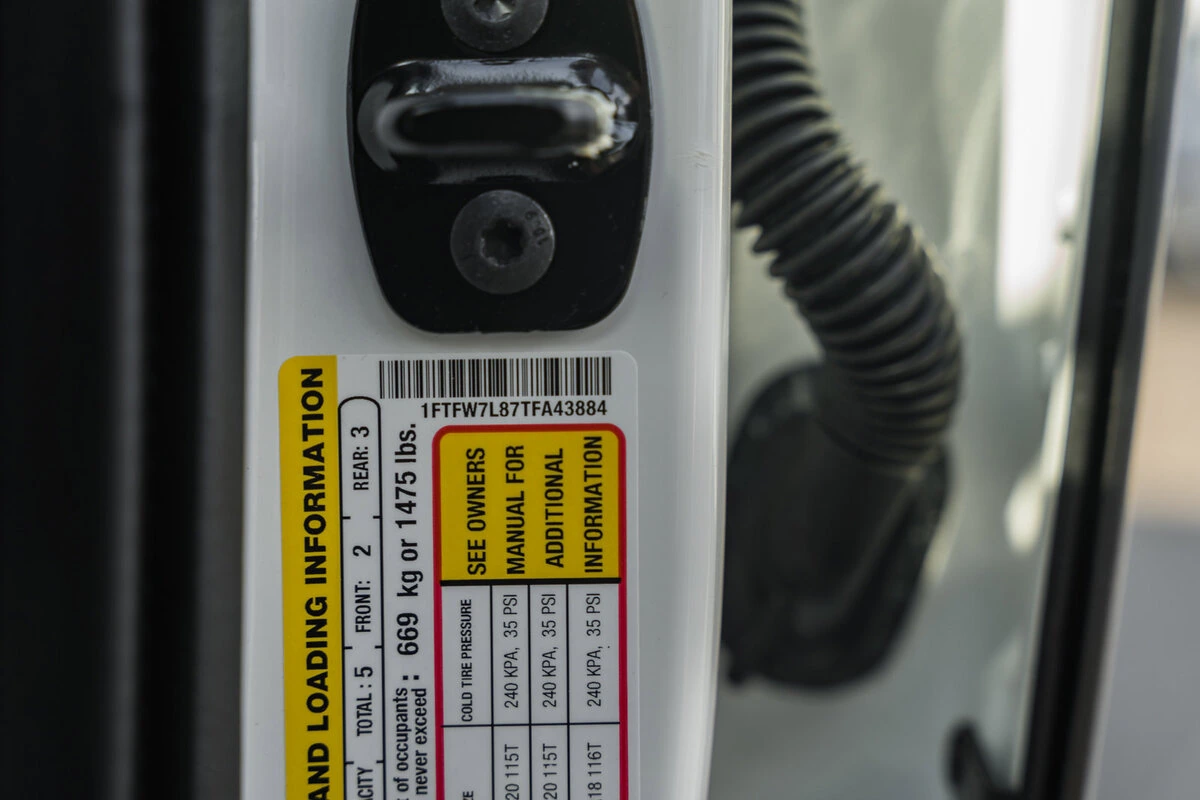 1FTFW7L87TFA43884
AND LOADING INFORMATION
TOTAL : 5 FRONT: 2 REAR: 3
of occupants : 669 kg or 1475 lbs.
never exceed
SEE OWNERS
MANUAL FOR
ADDITIONAL
INFORMATION
COLD TIRE PRESSURE
115T 240 KPA, 35 PSI
115T 240 KPA, 35 PSI
116T 240 KPA, 35 PSI
10.9